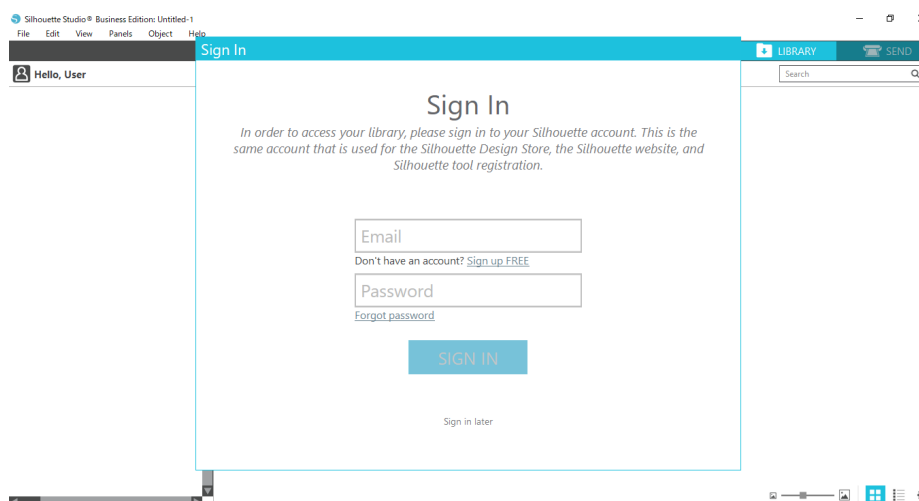 Silhouette Studio® Business Edition: Untitled-1
File Edit View Panels Object Help
Sign In
LIBRARY
SEND
Hello, User
Search
Sign In
In order to access your library, please sign in to your Silhouette account. This is the
same account that is used for the Silhouette Design Store, the Silhouette website, and
Silhouette tool registration.
Email
Don't have an account? Sign up FREE
Password
Forgot password
SIGN IN
Sign in later